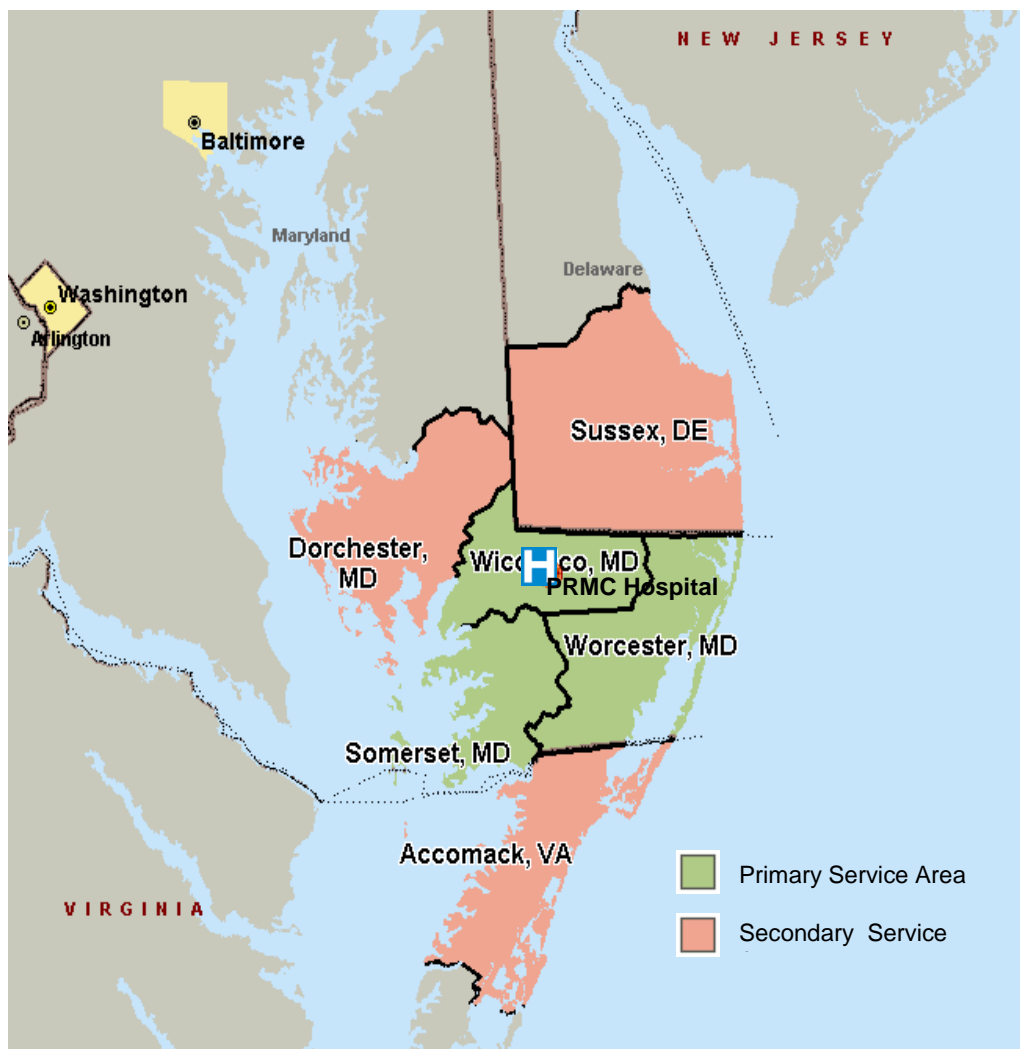 NEW JERSEY
Baltimore
Maryland
Delaware
Washington
Arlington
Sussex, DE
Dorchester,
MD
H
PRMC Hospital
Worcester, MD
Somerset, MD
Accomack, VA
Primary Service Area
VIRGINIA
Secondary Service